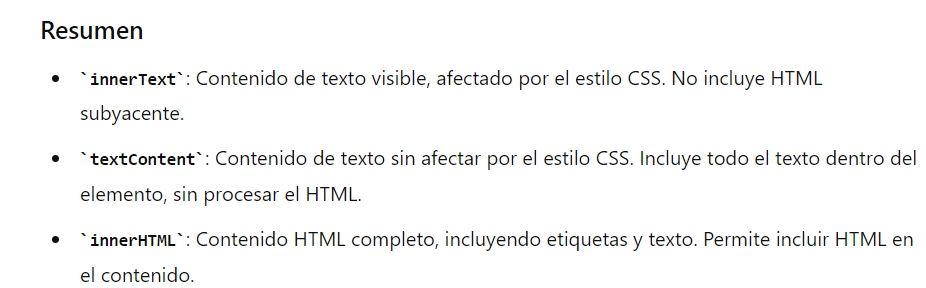 Resumen
• `innerText`: Contenido de texto visible, afectado por el estilo CSS. No incluye HTML
subyacente.
• `textContent`: Contenido de texto sin afectar por el estilo CSS. Incluye todo el texto dentro del
elemento, sin procesar el HTML.
• `innerHTML`: Contenido HTML completo, incluyendo etiquetas y texto. Permite incluir HTML en
el contenido.